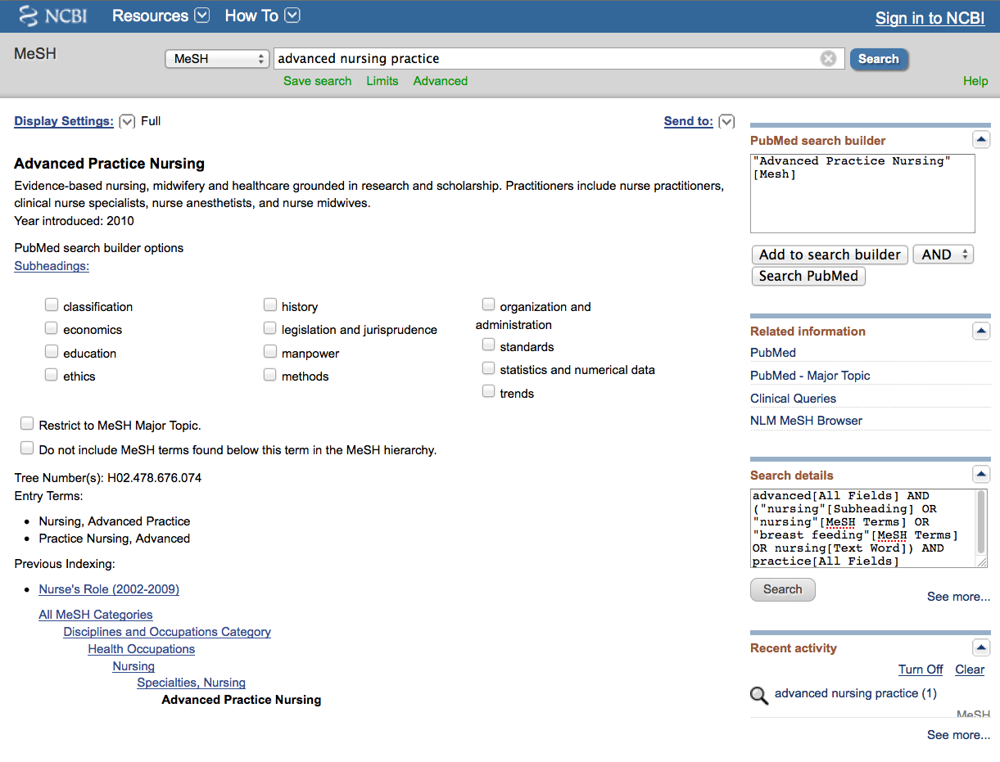 NCBI Resources How To Sign in to NCBI
MeSH
MeSH advanced nursing practice Search
Save search Limits Advanced Help
Display Settings: Full Send to:
Advanced Practice Nursing
Evidence-based nursing, midwifery and healthcare grounded in research and scholarship. Practitioners include nurse practitioners,
clinical nurse specialists, nurse anesthetists, and nurse midwives.
Year introduced: 2010
PubMed search builder options
Subheadings:
classification
economics
education
ethics
history
legislation and jurisprudence
manpower
methods
organization and
administration
standards
statistics and numerical data
trends
Restrict to MeSH Major Topic.
Do not include MeSH terms found below this term in the MeSH hierarchy.
Tree Number(s): H02.478.676.074
Entry Terms:
Nursing, Advanced Practice
Practice Nursing, Advanced
Previous Indexing:
Nurse's Role (2002-2009)
All MeSH Categories
Disciplines and Occupations Category
Health Occupations
Nursing
Specialties, Nursing
Advanced Practice Nursing
PubMed search builder
"Advanced Practice Nursing"
[Mesh]
Add to search builder AND
Search PubMed
Related information
PubMed
PubMed - Major Topic
Clinical Queries
NLM MeSH Browser
Search details
advanced[All Fields] AND
("nursing"[Subheading] OR
"nursing"[MeSH Terms] OR
"breast feeding"[MeSH Terms]
OR nursing[Text Word]) AND
practice[All Fields]
Search
See more...
Recent activity
Turn Off Clear
advanced nursing practice (1)
MeSH
See more...